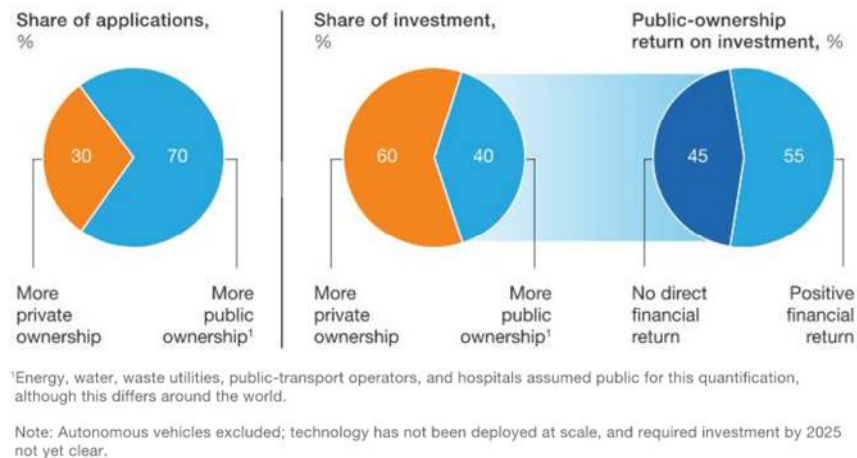 Share of applications,
%
30
70
More
private
ownership
More
public
ownership¹
Share of investment,
%
60
40
More
private
ownership
More
public
ownership¹
Public-ownership
return on investment, %
45
55
No direct
financial
return
Positive
financial
return
¹Energy, water, waste utilities, public-transport operators, and hospitals assumed public for this quantification,
although this differs around the world.
Note: Autonomous vehicles excluded; technology has not been deployed at scale, and required investment by 2025
not yet clear.